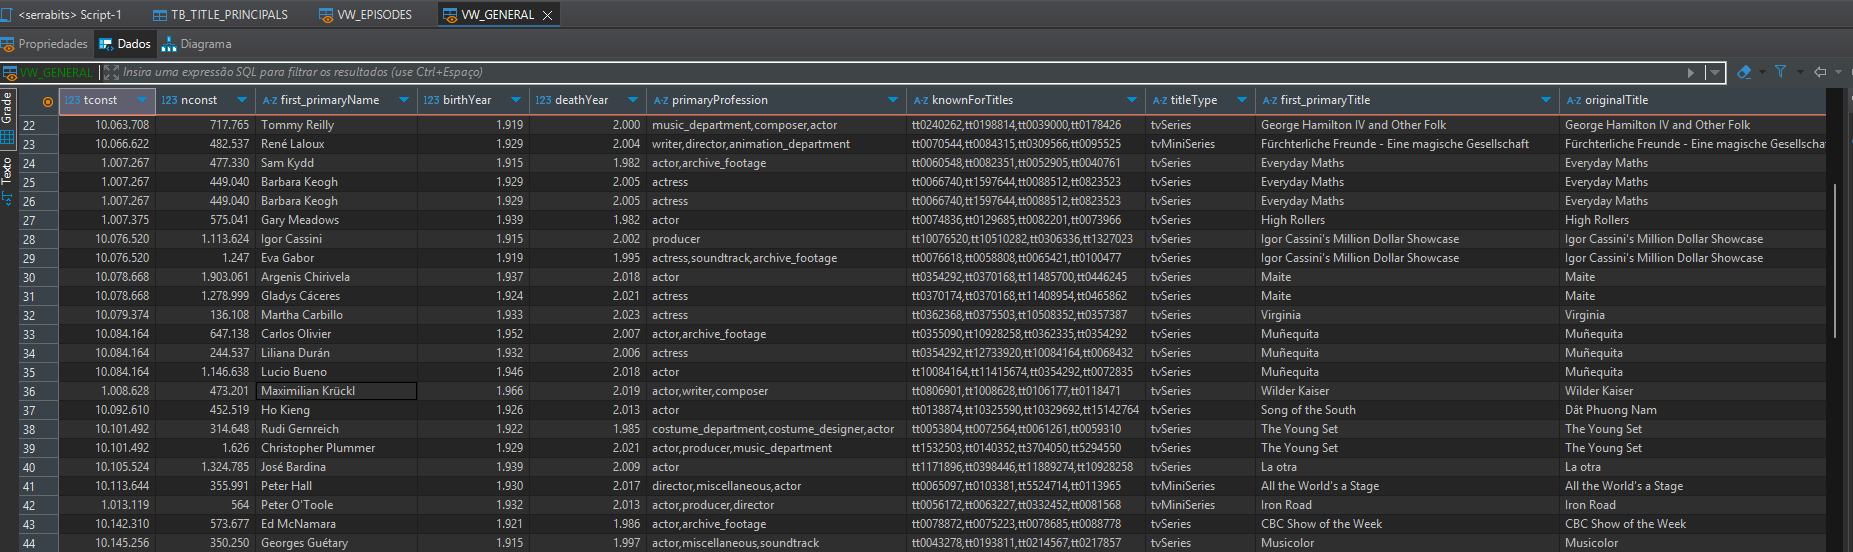 <serrabits> Script-1 TB_TITLE_PRINCIPALS VW_EPISODES VW_GENERAL
Propriedades Dados Diagrama
VW_GENERAL Insira uma expressão SQL para filtrar os resultados (use Ctrl+Espaço)
Grade
Texto
123 tconst 123 nconst A-Z first_primaryName 123 birthYear 123 deathYear A-Z primaryProfession A-Z knownForTitles A-Z titleType A-Z first_primaryTitle A-Z originalTitle
22 10.063.708 717.765 Tommy Reilly 1.919 2.000 music_department,composer,actor tt0240262,tt0198814,tt0039000,tt0178426 tvSeries George Hamilton IV and Other Folk George Hamilton IV and Other Folk
23 10.066.622 482.537 René Laloux 1.929 2.004 writer,director,animation_department tt0070544,tt0084315,tt0309566,tt0095525 tvMiniSeries Fürchterliche Freunde - Eine magische Gesellschaft Fürchterliche Freunde - Eine magische Gesellscha
24 1.007.267 477.330 Sam Kydd 1.915 1.982 actor,archive_footage tt0060548,tt0082351,tt0052905,tt0040761 tvSeries Everyday Maths Everyday Maths
25 1.007.267 449.040 Barbara Keogh 1.929 2.005 actress tt0066740,tt1597644,tt0088512,tt0823523 tvSeries Everyday Maths Everyday Maths
26 1.007.267 449.040 Barbara Keogh 1.929 2.005 actress tt0066740,tt1597644,tt0088512,tt0823523 tvSeries Everyday Maths Everyday Maths
27 1.007.375 575.041 Gary Meadows 1.939 1.982 actor tt0074836,tt0129685,tt0082201,tt0073966 tvSeries High Rollers High Rollers
28 10.076.520 1.113.624 Igor Cassini 1.915 2.002 producer tt10076520,tt10510282,tt0306336,tt1327023 tvSeries Igor Cassini's Million Dollar Showcase Igor Cassini's Million Dollar Showcase
29 10.076.520 1.247 Eva Gabor 1.919 1.995 actress,soundtrack,archive_footage tt0076618,tt0058808,tt0065421,tt0100477 tvSeries Igor Cassini's Million Dollar Showcase Igor Cassini's Million Dollar Showcase
30 10.078.668 1.903.061 Argenis Chirivela 1.937 2.018 actor tt0354292,tt0370168,tt11485700,tt0446245 tvSeries Maite Maite
31 10.078.668 1.278.999 Gladys Cáceres 1.924 2.021 actress tt0370174,tt0370168,tt11408954,tt0465862 tvSeries Maite Maite
32 10.079.374 136.108 Martha Carbillo 1.933 2.023 actress tt0362368,tt0375503,tt10508352,tt0357387 tvSeries Virginia Virginia
33 10.084.164 647.138 Carlos Olivier 1.952 2.007 actor,archive_footage tt0355090,tt10928258,tt0362335,tt0354292 tvSeries Muñequita Muñequita
34 10.084.164 244.537 Liliana Durán 1.932 2.006 actress tt0354292,tt12733920,tt10084164,tt0068432 tvSeries Muñequita Muñequita
35 10.084.164 1.146.638 Lucio Bueno 1.946 2.018 actor tt10084164,tt11415674,tt0354292,tt0072835 tvSeries Muñequita Muñequita
36 1.008.628 473.201 Maximilian Krückl 1.966 2.019 actor,writer,composer tt0806901,tt1008628,tt0106177,tt0118471 tvSeries Wilder Kaiser Wilder Kaiser
37 10.092.610 452.519 Ho Kieng 1.926 2.013 actor tt0138874,tt10325590,tt10329692,tt15142764 tvSeries Song of the South Dât Phuong Nam
38 10.101.492 314.648 Rudi Gernreich 1.922 1.985 costume_department,costume_designer,actor tt0053804,tt0072564,tt0061261,tt0059310 tvSeries The Young Set The Young Set
39 10.101.492 1.626 Christopher Plummer 1.929 2.021 actor,producer,music_department tt1532503,tt0140352,tt3704050,tt5294550 tvSeries The Young Set The Young Set
40 10.105.524 1.324.785 José Bardina 1.939 2.009 actor tt1171896,tt0398446,tt11889274,tt10928258 tvSeries La otra La otra
41 10.113.644 355.991 Peter Hall 1.930 2.017 director,miscellaneous,actor tt0065097,tt0103381,tt5524714,tt0113965 tvMiniSeries All the World's a Stage All the World's a Stage
42 1.013.119 564 Peter O'Toole 1.932 2.013 actor,producer,director tt0056172,tt0063227,tt0332452,tt0081568 tvMiniSeries Iron Road Iron Road
43 10.142.310 573.677 Ed McNamara 1.921 1.986 actor,archive_footage tt0078872,tt0075223,tt0078685,tt0088778 tvSeries CBC Show of the Week CBC Show of the Week
44 10.145.256 350.250 Georges Guétary 1.915 1.997 actor,miscellaneous,soundtrack tt0043278,tt0193811,tt0214567,tt0217857 tvSeries Musicolor Musicolor